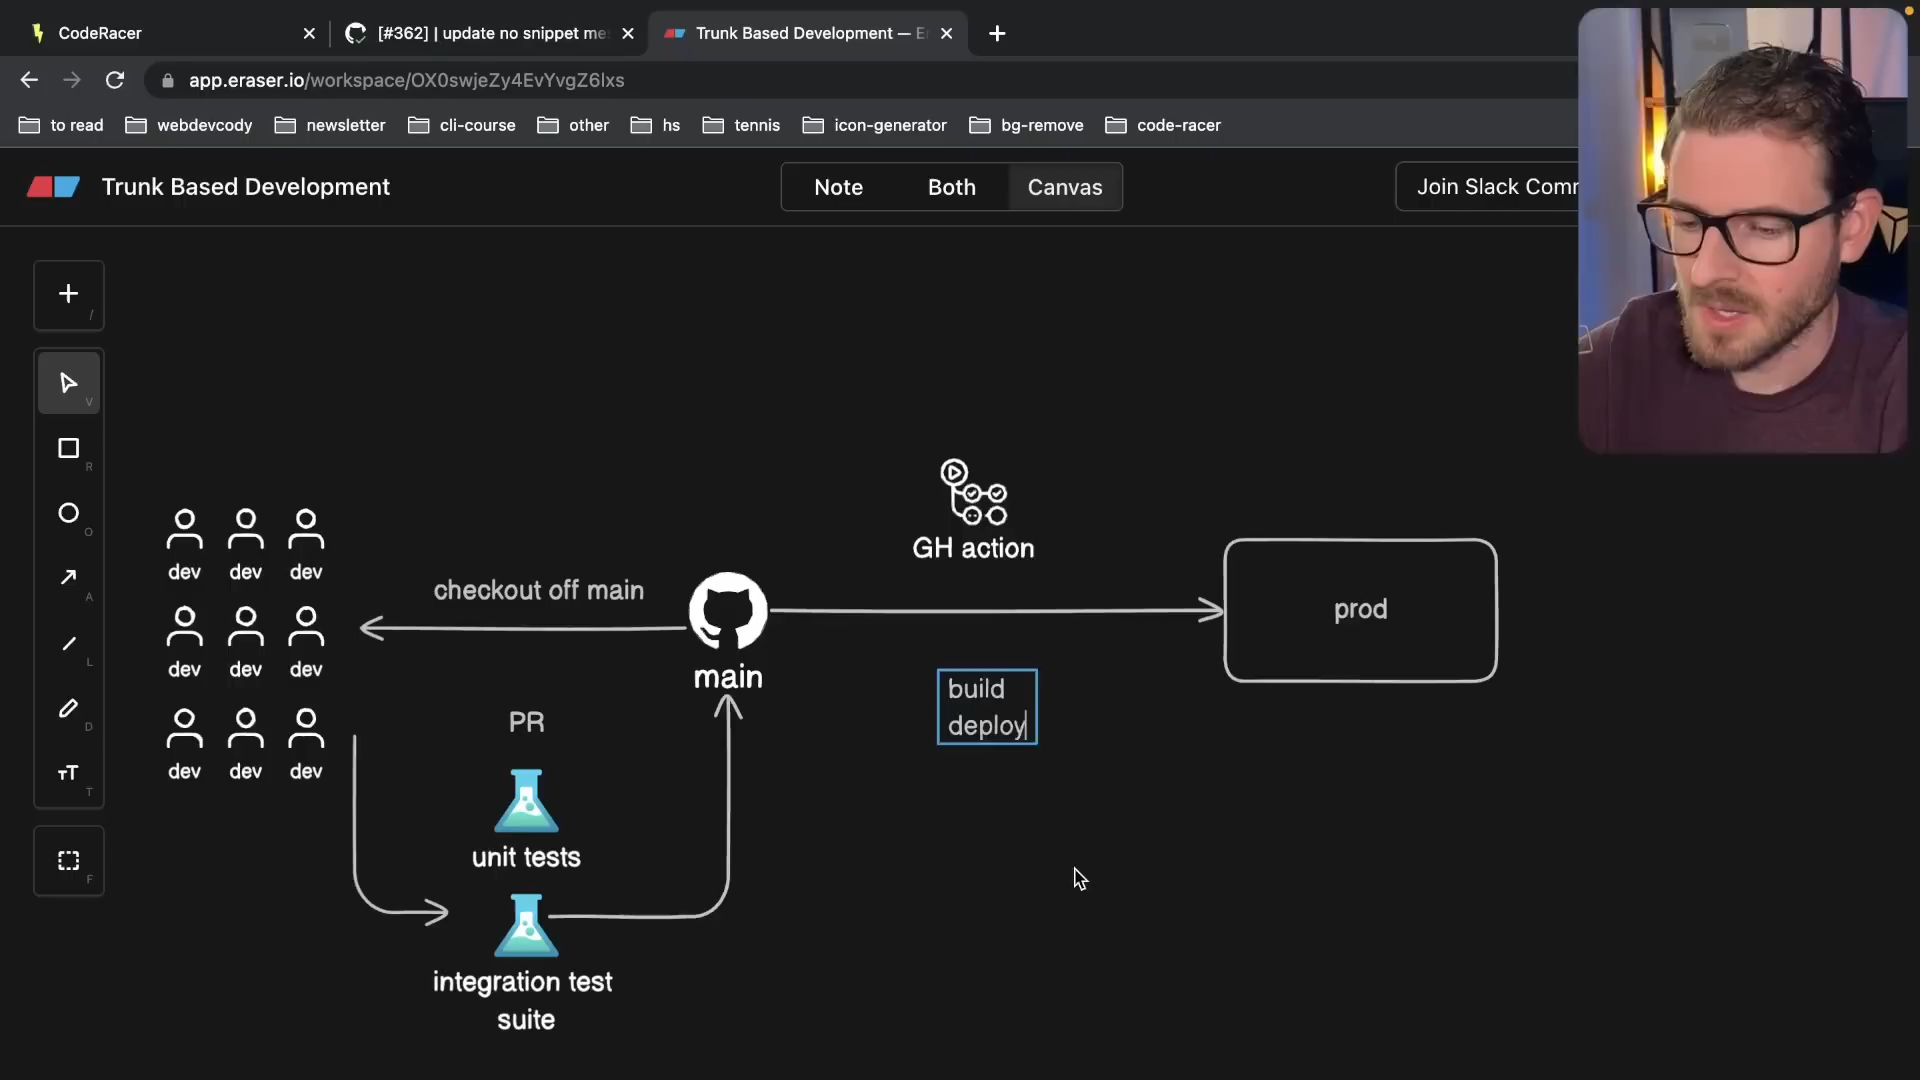 CodeRacer
[#362] | update no snippet me
Trunk Based Development — E
app.eraser.io/workspace/OX0swjeZy4EvYvgZ6lxs
to read
webdevcody
newsletter
cli-course
other
hs
tennis
icon-generator
bg-remove
code-racer
Trunk Based Development
Note
Both
Canvas
Join Slack Comm
/
V
R
O
A
L
D
T
F
GH action
dev dev dev
checkout off main
prod
dev dev dev
main
build
deploy
PR
dev dev dev
unit tests
integration test
suite